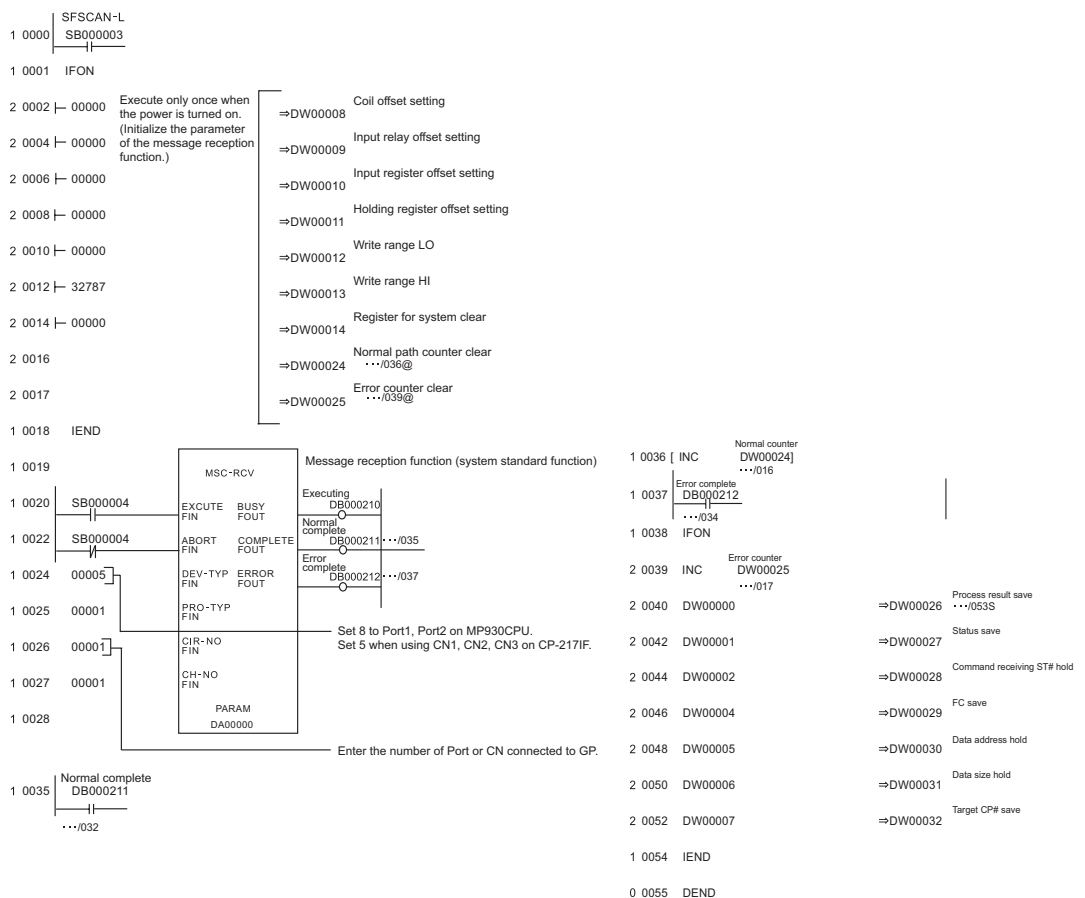 SFSCAN-L
1 0000 SB000003
1 0001 IFON
2 0002 00000 Execute only once when the power is turned on. (Initialize the parameter of the message reception function.) ⇒DW00008 Coil offset setting
2 0004 00000 ⇒DW00009 Input relay offset setting
2 0006 00000 ⇒DW00010 Input register offset setting
2 0008 00000 ⇒DW00011 Holding register offset setting
2 0010 00000 ⇒DW00012 Write range LO
2 0012 32787 ⇒DW00013 Write range HI
2 0014 00000 ⇒DW00014 Register for system clear
2 0016 ⇒DW00024 Normal path counter clear
···/036@
2 0017 ⇒DW00025 Error counter clear
···/039@
1 0018 IEND
1 0019 MSC-RCV Message reception function (system standard function)
1 0020 SB000004 EXCUTE FIN BUSY FOUT Executing DB000210
1 0022 SB000004 ABORT FIN COMPLETE FOUT Normal complete DB000211 ···/035
1 0024 00005 DEV-TYP FIN ERROR FOUT Error complete DB000212 ···/037
1 0025 00001 PRO-TYP FIN
Set 8 to Port1, Port2 on MP930CPU.
Set 5 when using CN1, CN2, CN3 on CP-217IF.
1 0026 00001 CIR-NO FIN
1 0027 00001 CH-NO FIN
1 0028 PARAM
DA00000
Enter the number of Port or CN connected to GP.
Normal complete
1 0035 DB000211
···/032
Normal counter
1 0036 [ INC DW00024]
···/016
Error complete
1 0037 DB000212
···/034
1 0038 IFON
Error counter
2 0039 INC DW00025
···/017
2 0040 DW00000 ⇒DW00026 Process result save
···/053S
2 0042 DW00001 ⇒DW00027 Status save
2 0044 DW00002 ⇒DW00028 Command receiving ST# hold
2 0046 DW00004 ⇒DW00029 FC save
2 0048 DW00005 ⇒DW00030 Data address hold
2 0050 DW00006 ⇒DW00031 Data size hold
2 0052 DW00007 ⇒DW00032 Target CP# save
1 0054 IEND
0 0055 DEND